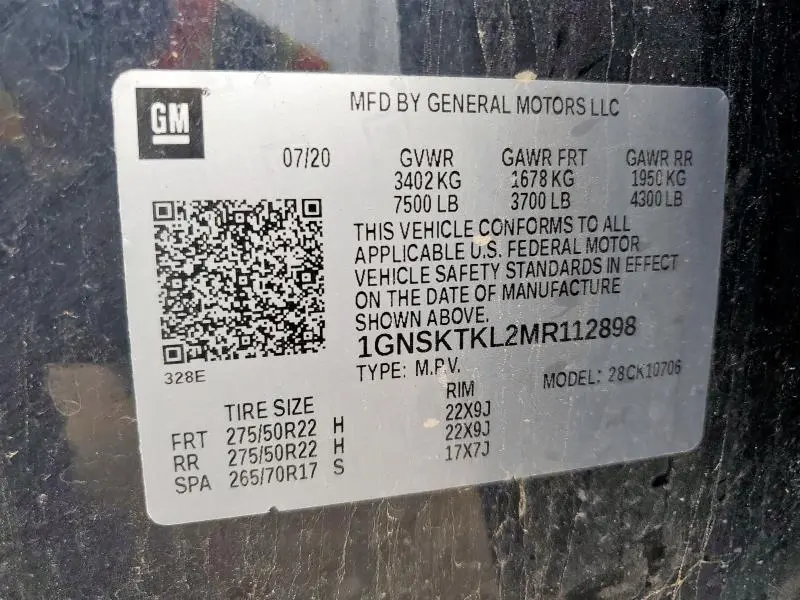 GM
MFD BY GENERAL MOTORS LLC
07/20 GVWR GAWR FRT GAWR RR
3402 KG 1678 KG 1950 KG
7500 LB 3700 LB 4300 LB
THIS VEHICLE CONFORMS TO ALL
APPLICABLE U.S. FEDERAL MOTOR
VEHICLE SAFETY STANDARDS IN EFFECT
ON THE DATE OF MANUFACTURE
SHOWN ABOVE.
1GNSKTKL2MR112898
328E
TYPE: M.P.V. MODEL: 28CK10706
TIRE SIZE RIM
FRT 275/50R22 H 22X9J
RR 275/50R22 H 22X9J
SPA 265/70R17 S 17X7J